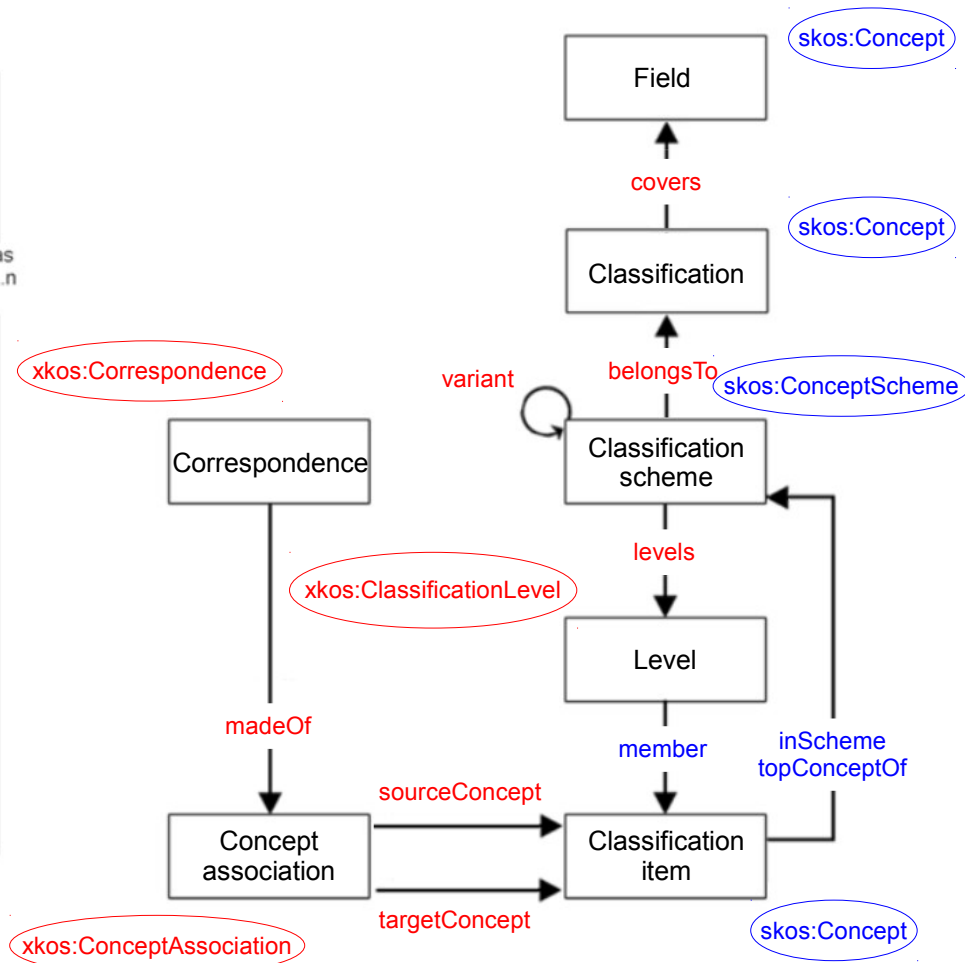 skos:Concept
Field
covers
skos:Concept
Classification
xkos:Correspondence
variant
belongsTo
skos:ConceptScheme
Correspondence
Classification
scheme
levels
xkos:ClassificationLevel
Level
madeOf
member
inScheme
topConceptOf
sourceConcept
Concept
association
Classification
item
targetConcept
xkos:ConceptAssociation
skos:Concept